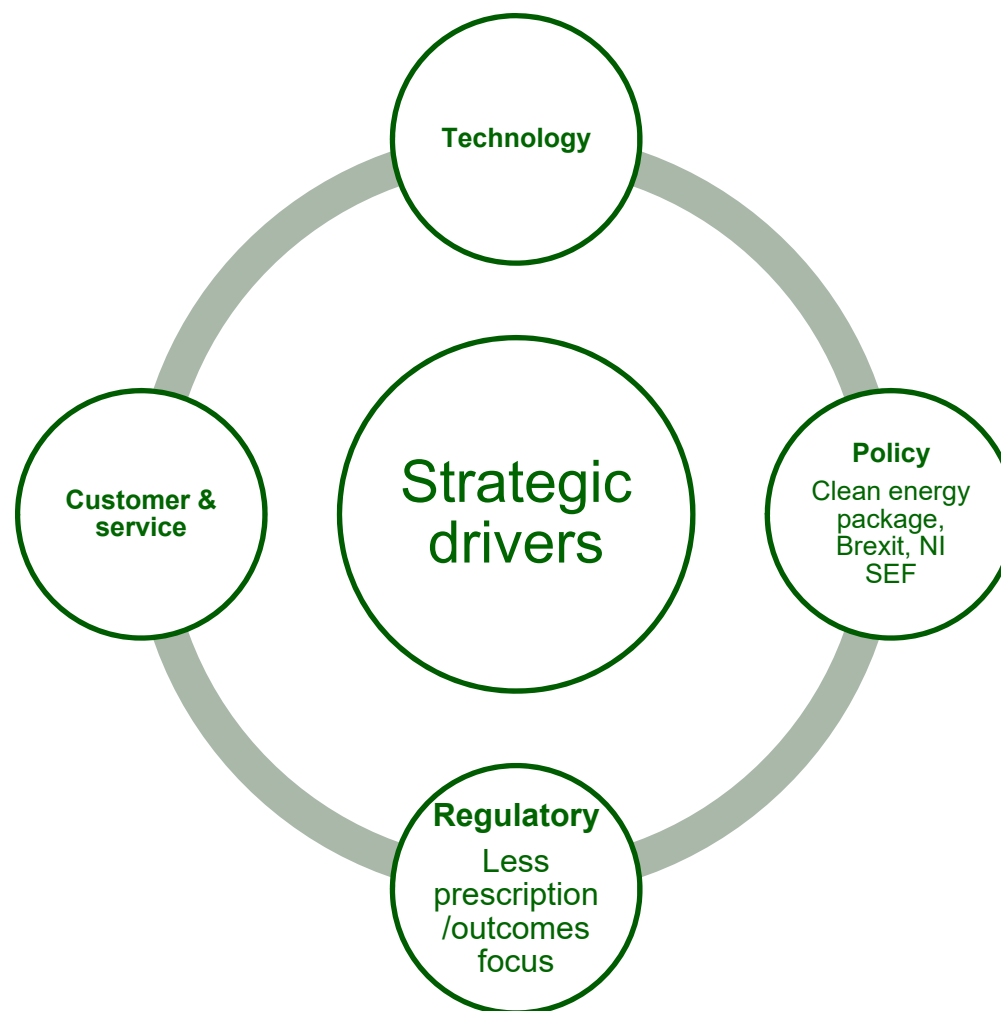 Technology
Strategic
drivers
Customer &
service
Policy
Clean energy
package,
Brexit, NI
SEF
Regulatory
Less
prescription
/outcomes
focus